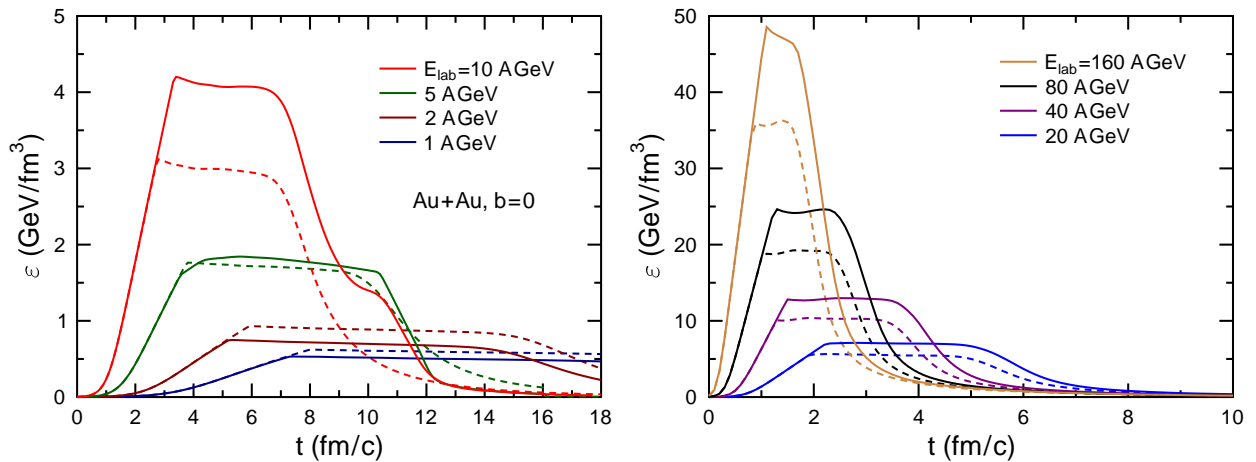 5
4
3
2
1
0
ε (GeV/fm³)
E_lab=10 AGeV
5 AGeV
2 AGeV
1 AGeV
Au+Au, b=0
0 2 4 6 8 10 12 14 16 18
t (fm/c)
50
40
30
20
10
0
ε (GeV/fm³)
E_lab=160 AGeV
80 AGeV
40 AGeV
20 AGeV
0 2 4 6 8 10
t (fm/c)